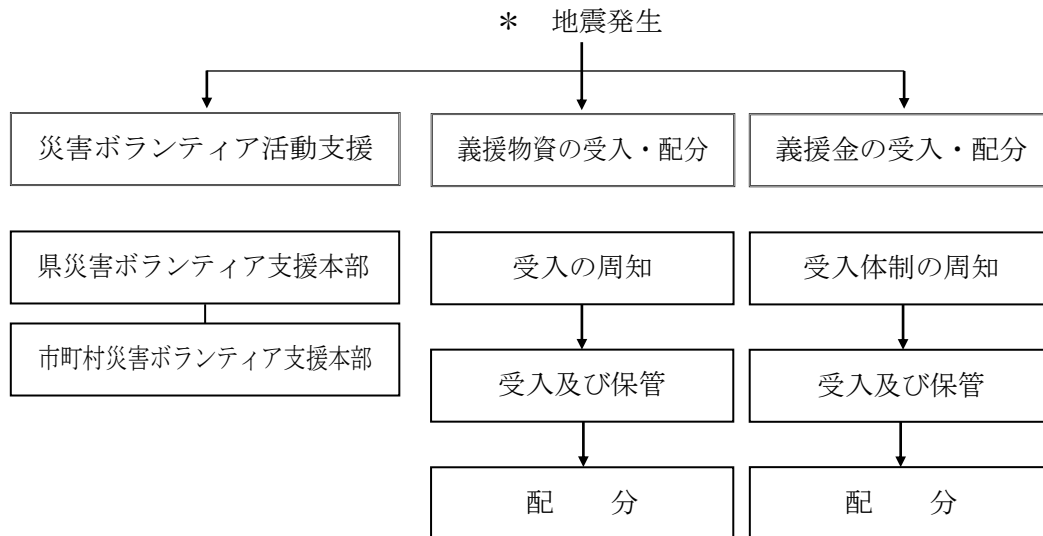 ＊　地震発生
災害ボランティア活動支援
義援物資の受入・配分
義援金の受入・配分
県災害ボランティア支援本部
受入の周知
受入体制の周知
市町村災害ボランティア支援本部
受入及び保管
受入及び保管
配　　分
配　　分